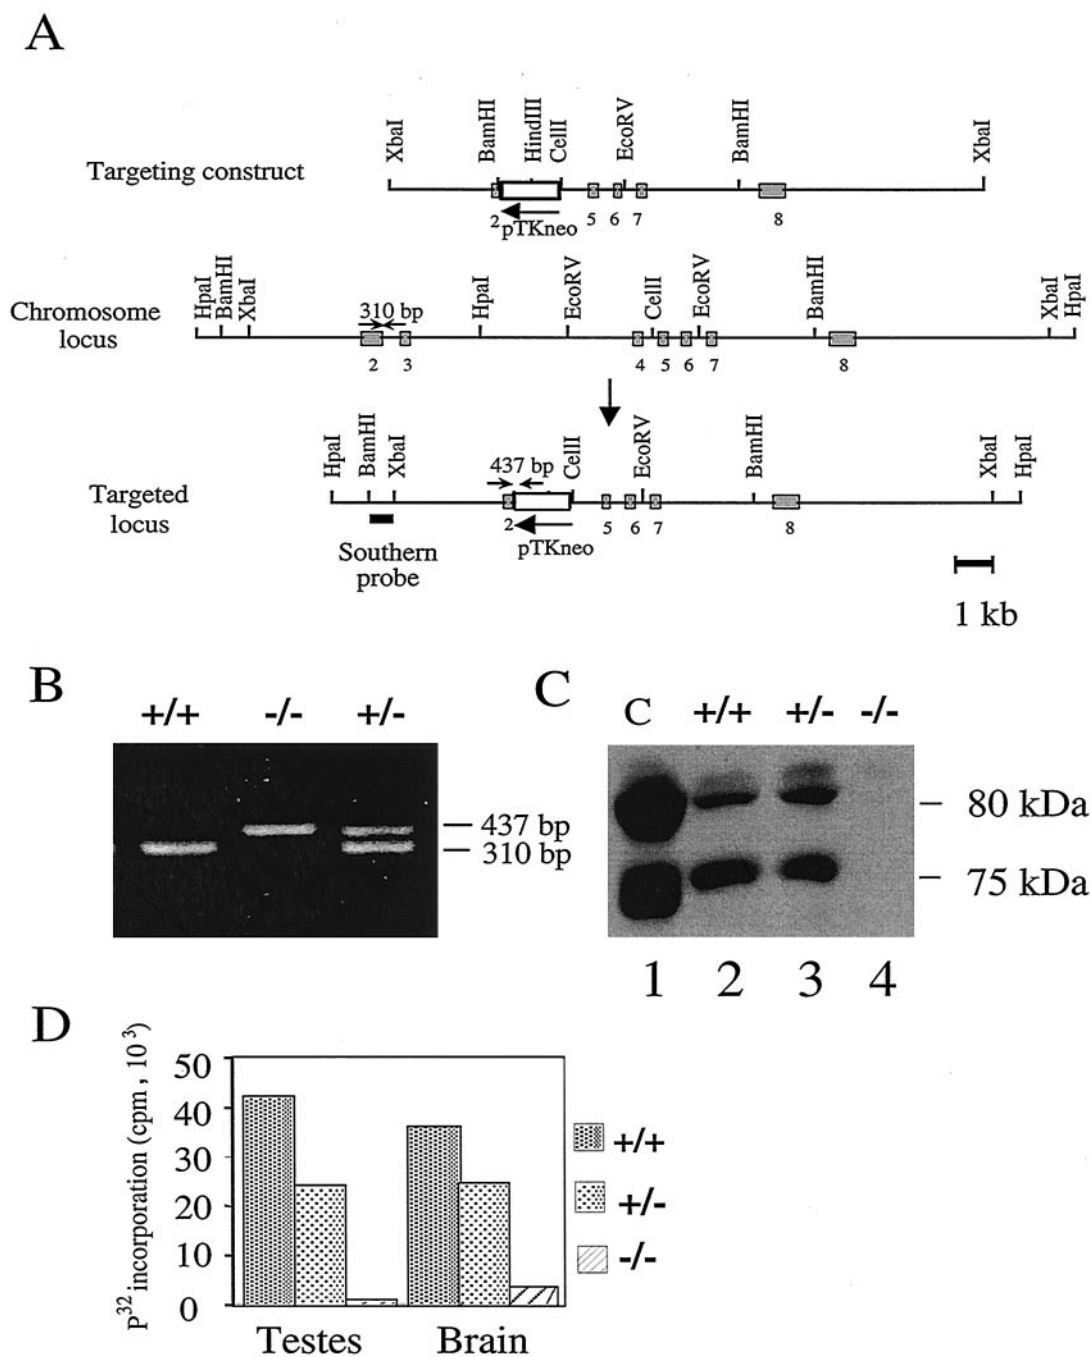 A
XbaI
BamHI
HindIII
CelII
EcoRV
BamHI
XbaI
Targeting construct
2
pTKneo
5
6
7
8
HpaI
BamHI
XbaI
HpaI
EcoRV
CelII
EcoRV
BamHI
XbaI
HpaI
Chromosome
locus
310 bp
2
3
4
5
6
7
8
HpaI
BamHI
XbaI
CelII
EcoRV
BamHI
XbaI
HpaI
Targeted
locus
437 bp
2
pTKneo
5
6
7
8
Southern
probe
1 kb
B
+/+ -/- +/-
437 bp
310 bp
C
C +/+ +/- -/-
80 kDa
75 kDa
1 2 3 4
D
P32 incorporation (cpm, 10 3)
50
40
30
20
10
0
Testes Brain
+/+
+/-
-/-